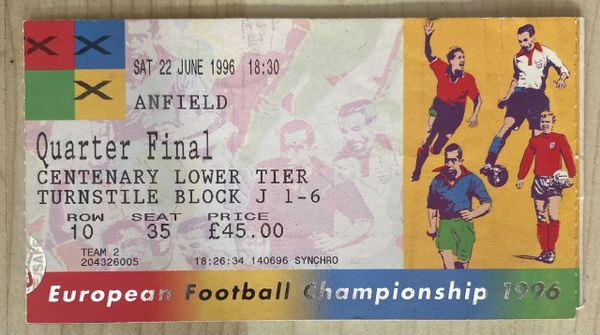 SAT 22 JUNE 1996 18:30
ANFIELD
Quarter Final
CENTENARY LOWER TIER
TURNSTILE BLOCK J 1-6
ROW SEAT PRICE
10 35 £45.00
TEAM 2
204326005 18:26:34 140696 SYNCHRO
European Football Championship 1996